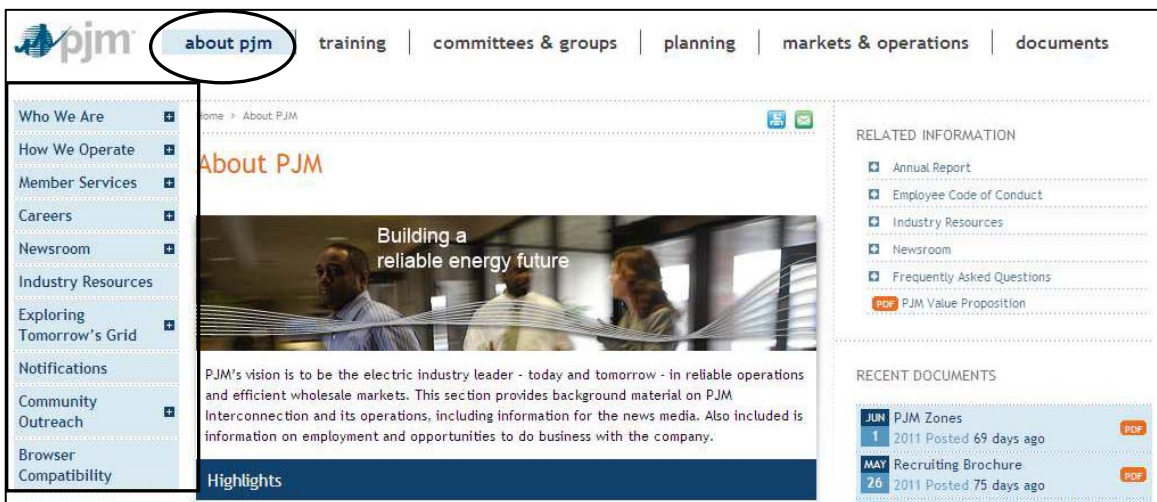 pjm
about pjm
training
committees & groups
planning
markets & operations
documents
Who We Are
How We Operate
Member Services
Careers
Newsroom
Industry Resources
Exploring
Tomorrow's Grid
Notifications
Community
Outreach
Browser
Compatibility
Home > About PJM
About PJM
Building a
reliable energy future
PJM's vision is to be the electric industry leader - today and tomorrow - in reliable operations
and efficient wholesale markets. This section provides background material on PJM
Interconnection and its operations, including information for the news media. Also included is
information on employment and opportunities to do business with the company.
Highlights
RELATED INFORMATION
Annual Report
Employee Code of Conduct
Industry Resources
Newsroom
Frequently Asked Questions
PDF PJM Value Proposition
RECENT DOCUMENTS
JUN PJM Zones
1 2011 Posted 69 days ago PDF
MAY Recruiting Brochure
26 2011 Posted 75 days ago PDF